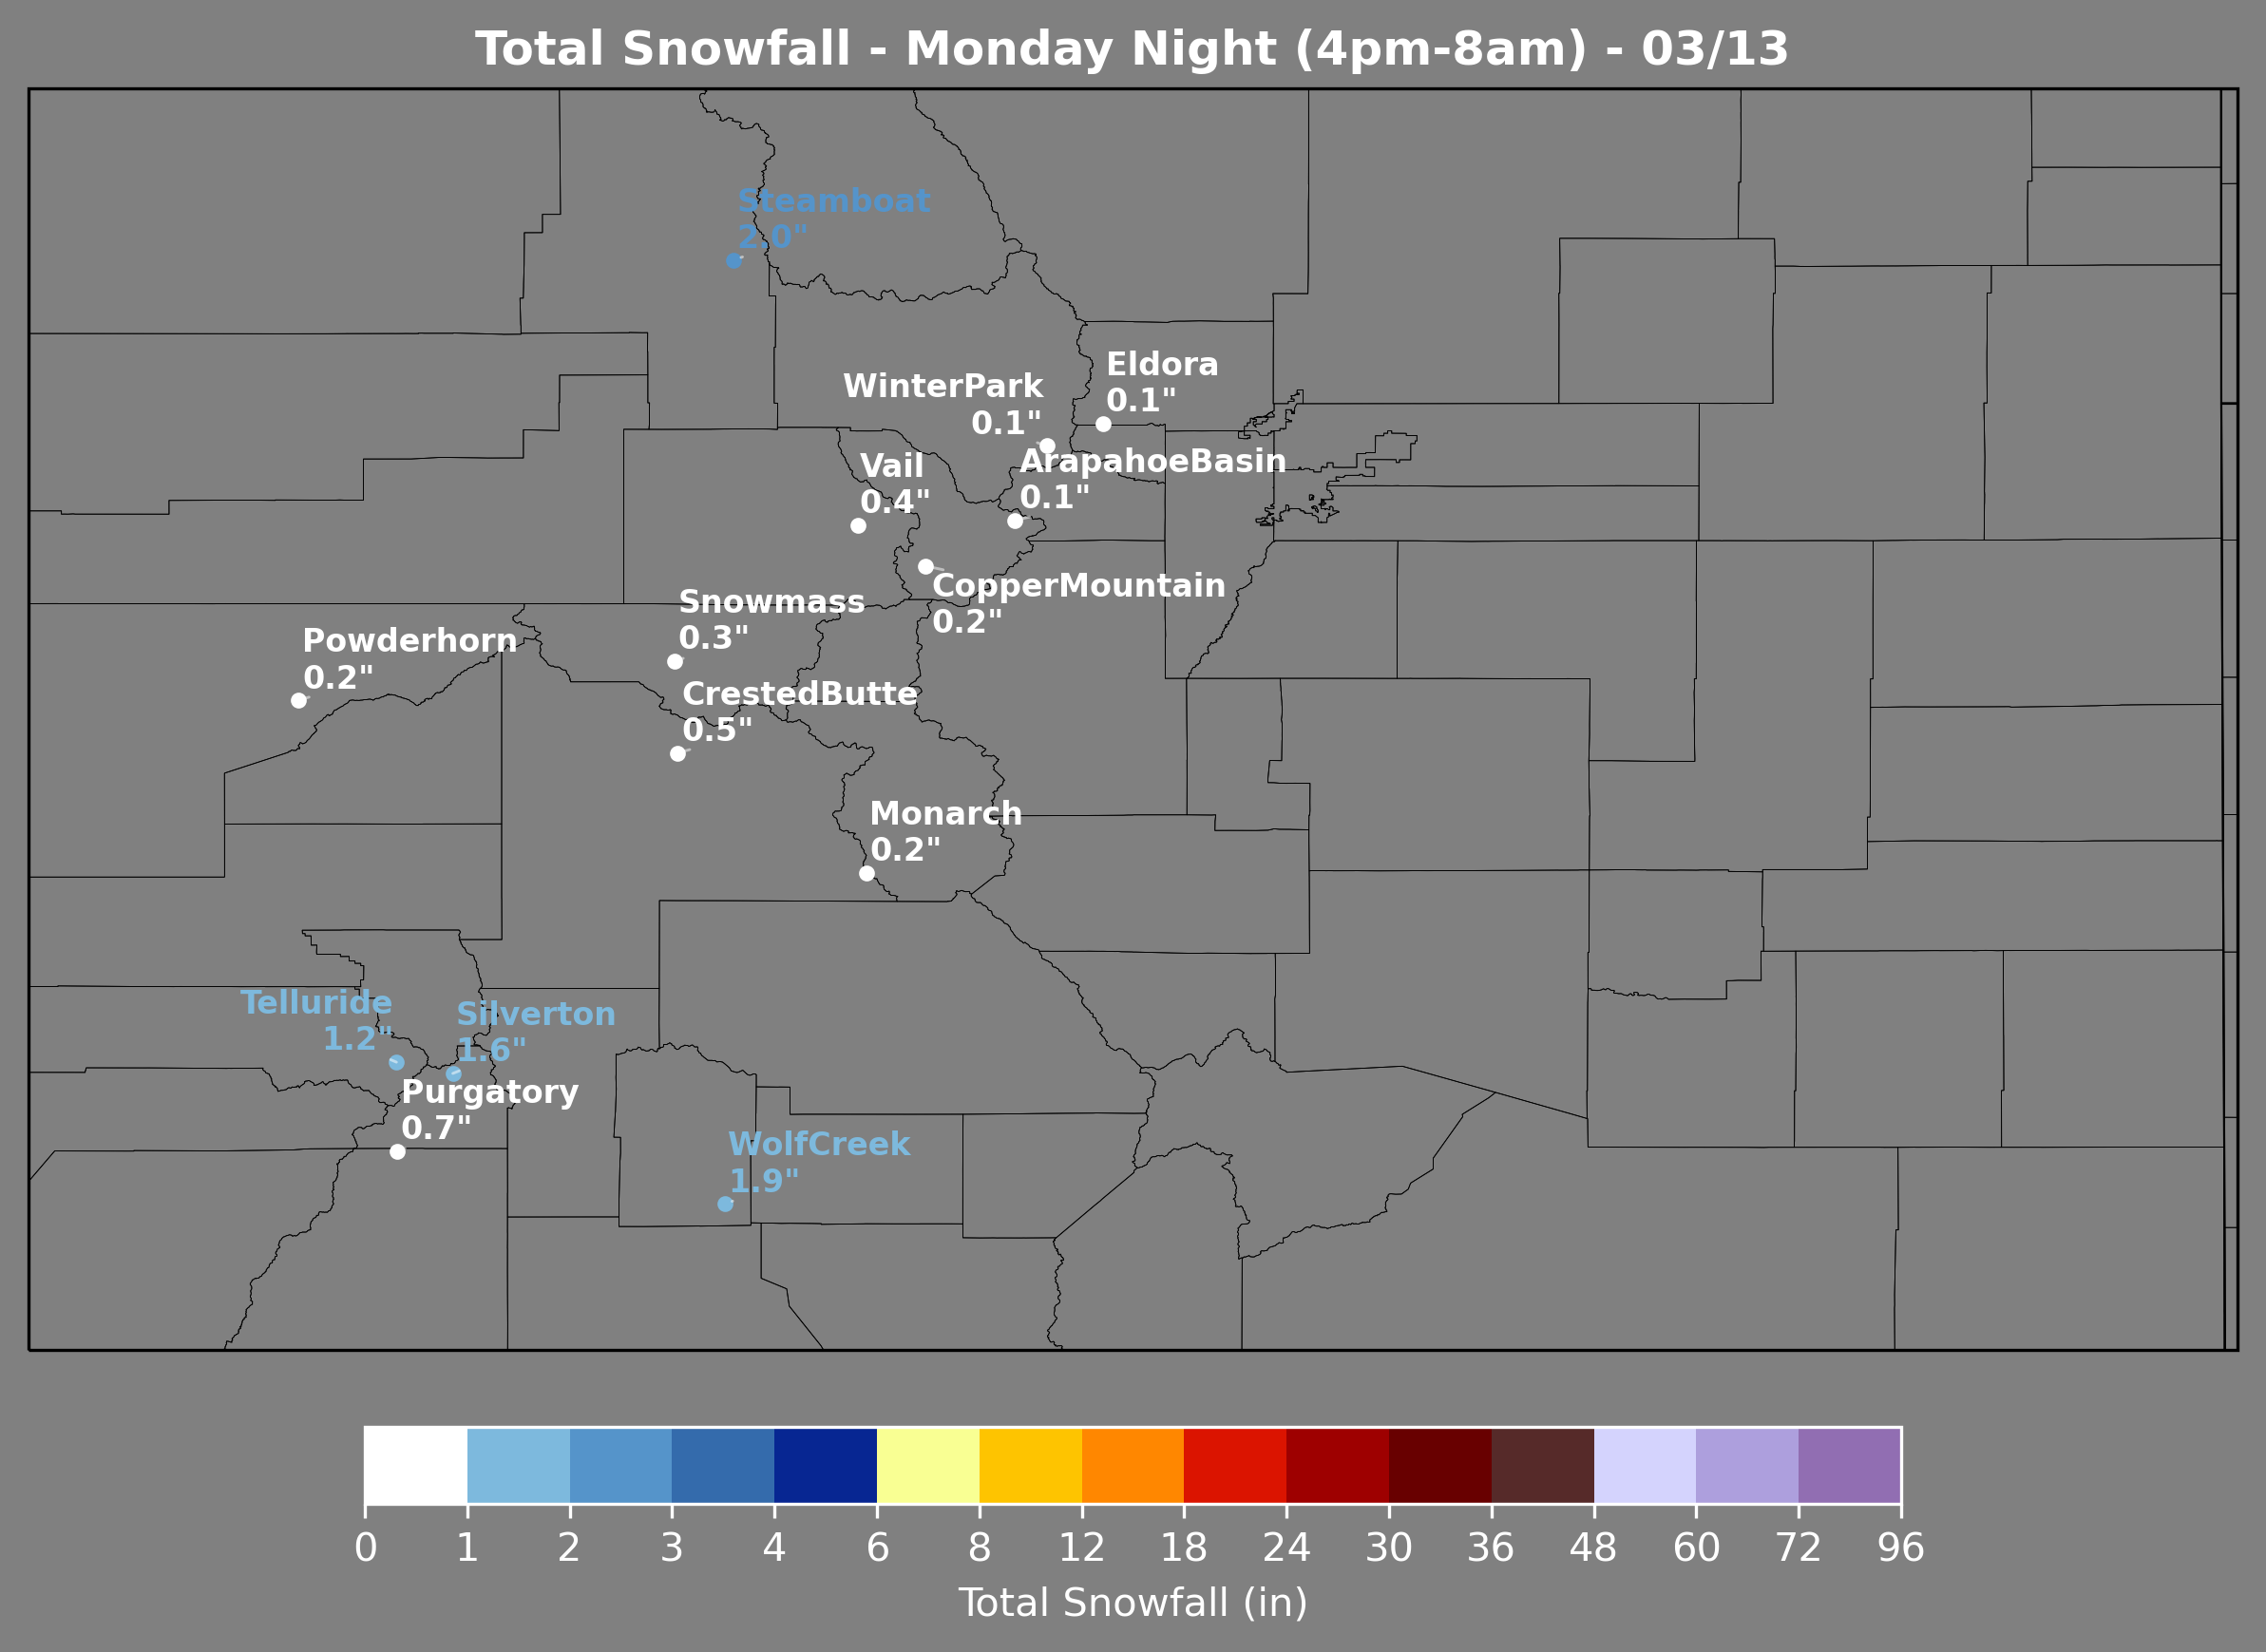 Total Snowfall - Monday Night (4pm-8am) - 03/13
Steamboat
2.0"
Eldora
0.1"
WinterPark
0.1"
ArapahoeBasin
0.1"
Vail
0.4"
CopperMountain
0.2"
Snowmass
0.3"
Powderhorn
0.2"
CrestedButte
0.5"
Monarch
0.2"
Telluride
1.2"
Silverton
1.6"
Purgatory
0.7"
WolfCreek
1.9"
0 1 2 3 4 6 8 12 18 24 30 36 48 60 72 96
Total Snowfall (in)